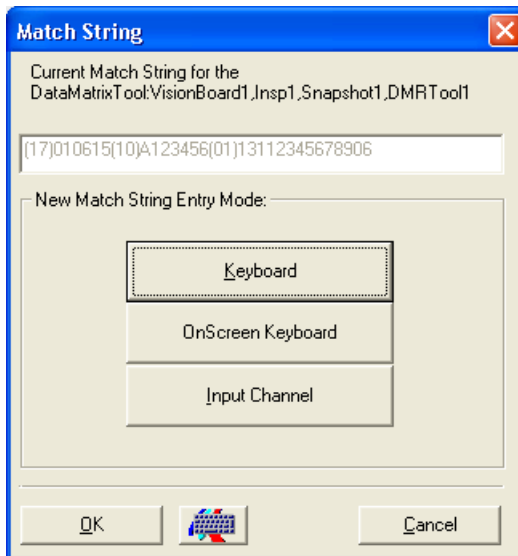 Match String
Current Match String for the
DataMatrixTool:VisionBoard1,Insp1,Snapshot1,DMRTool1
(17)010615(10)A123456(01)13112345678906
New Match String Entry Mode:
Keyboard
OnScreen Keyboard
Input Channel
OK
Cancel